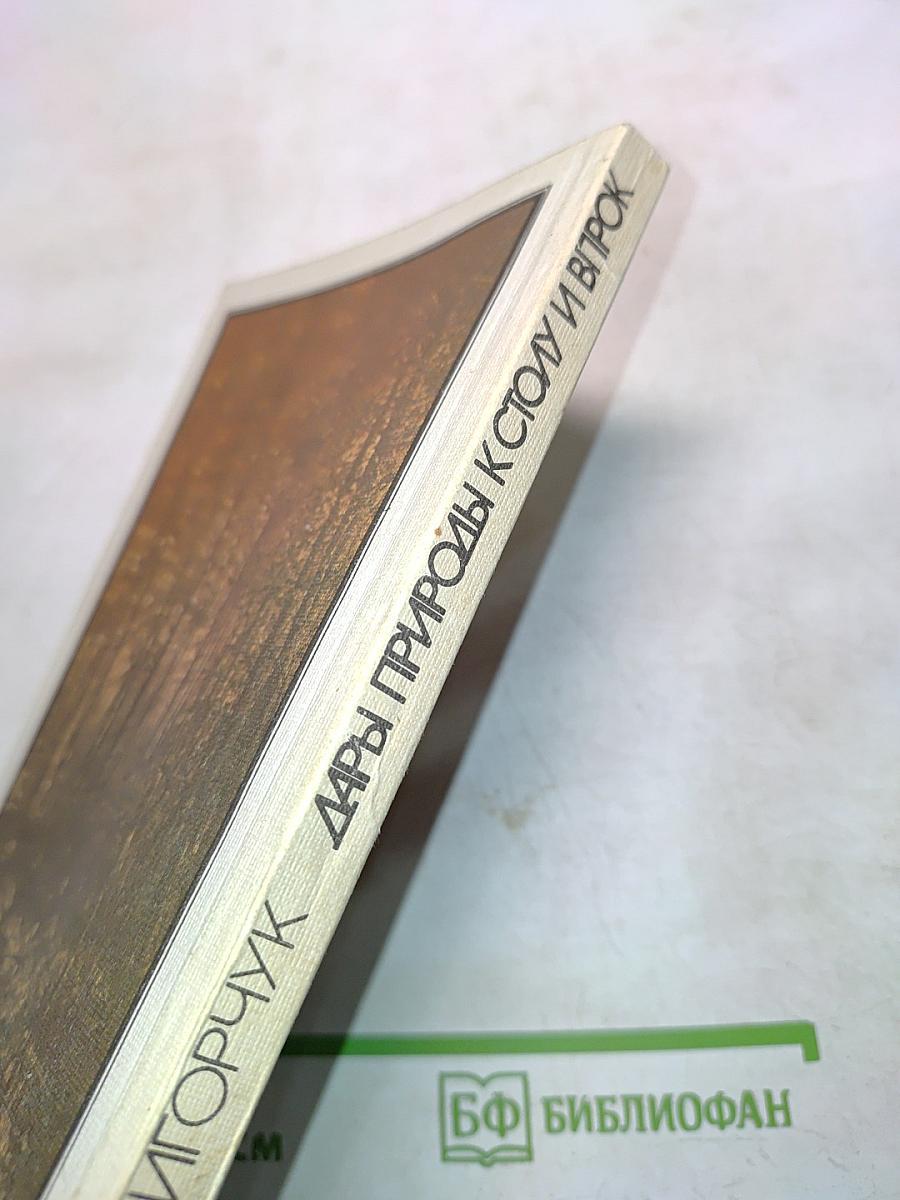 ДАРЫ ПРИРОДЫ К СТОЛУ И ВПРОК
ИГОРЧУК
БФ БИБЛИОФАН